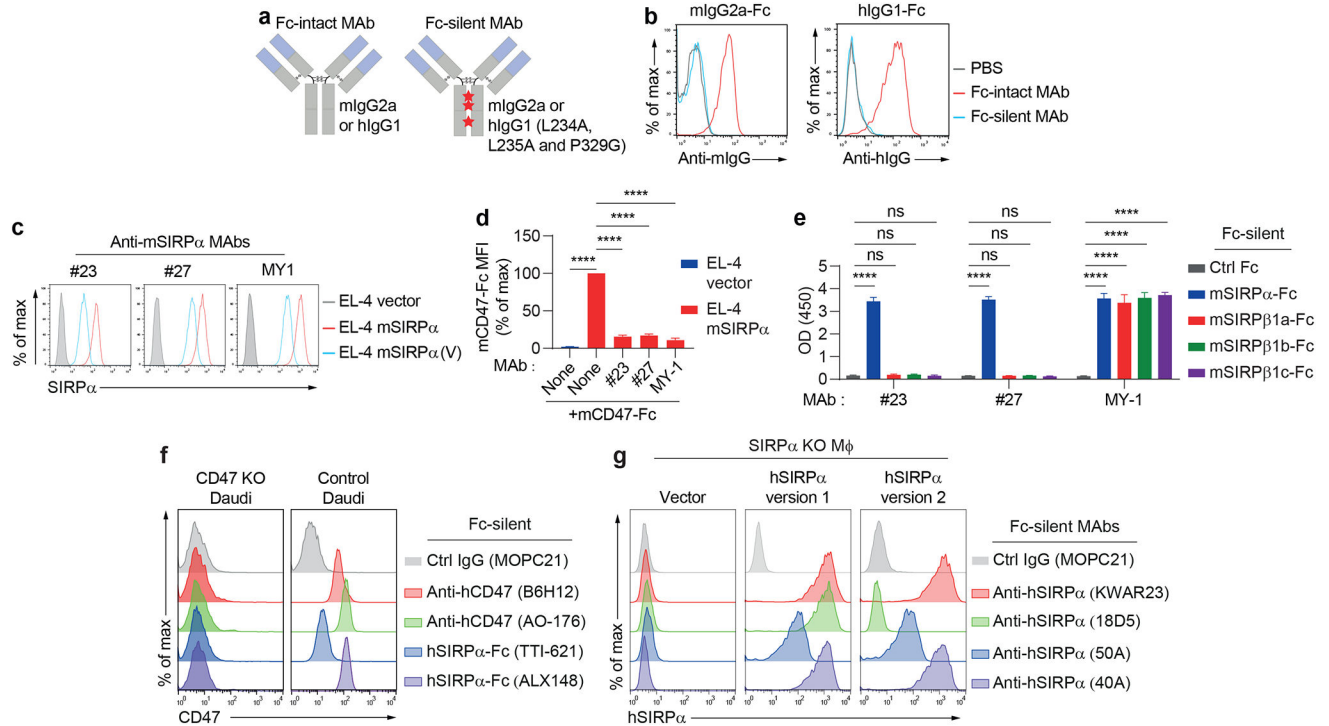 a
Fc-intact MAb
Fc-silent MAb
mIgG2a
or hIgG1
mIgG2a or
hIgG1 (L234A,
L235A and P329G)
b
mIgG2a-Fc
hIgG1-Fc
% of max
% of max
Anti-mIgG
Anti-hIgG
PBS
Fc-intact MAb
Fc-silent MAb
c
Anti-mSIRPα MAbs
#23
#27
MY1
% of max
SIRPα
EL-4 vector
EL-4 mSIRPα
EL-4 mSIRPα(V)
d
mCD47-Fc MFI
(% of max)
150
100
50
0
****
****
****
****
MAb :
None
None
#23
#27
MY-1
+mCD47-Fc
EL-4
vector
EL-4
mSIRPα
e
OD (450)
5
4
3
2
1
0
ns
ns
ns
****
ns
ns
ns
****
****
****
****
****
MAb :
#23
#27
MY-1
Fc-silent
Ctrl Fc
mSIRPα-Fc
mSIRPβ1a-Fc
mSIRPβ1b-Fc
mSIRPβ1c-Fc
f
CD47 KO
Daudi
Control
Daudi
% of max
CD47
Fc-silent
Ctrl IgG (MOPC21)
Anti-hCD47 (B6H12)
Anti-hCD47 (AO-176)
hSIRPα-Fc (TTI-621)
hSIRPα-Fc (ALX148)
g
SIRPα KO Mϕ
Vector
hSIRPα
version 1
hSIRPα
version 2
% of max
hSIRPα
Fc-silent MAbs
Ctrl IgG (MOPC21)
Anti-hSIRPα (KWAR23)
Anti-hSIRPα (18D5)
Anti-hSIRPα (50A)
Anti-hSIRPα (40A)